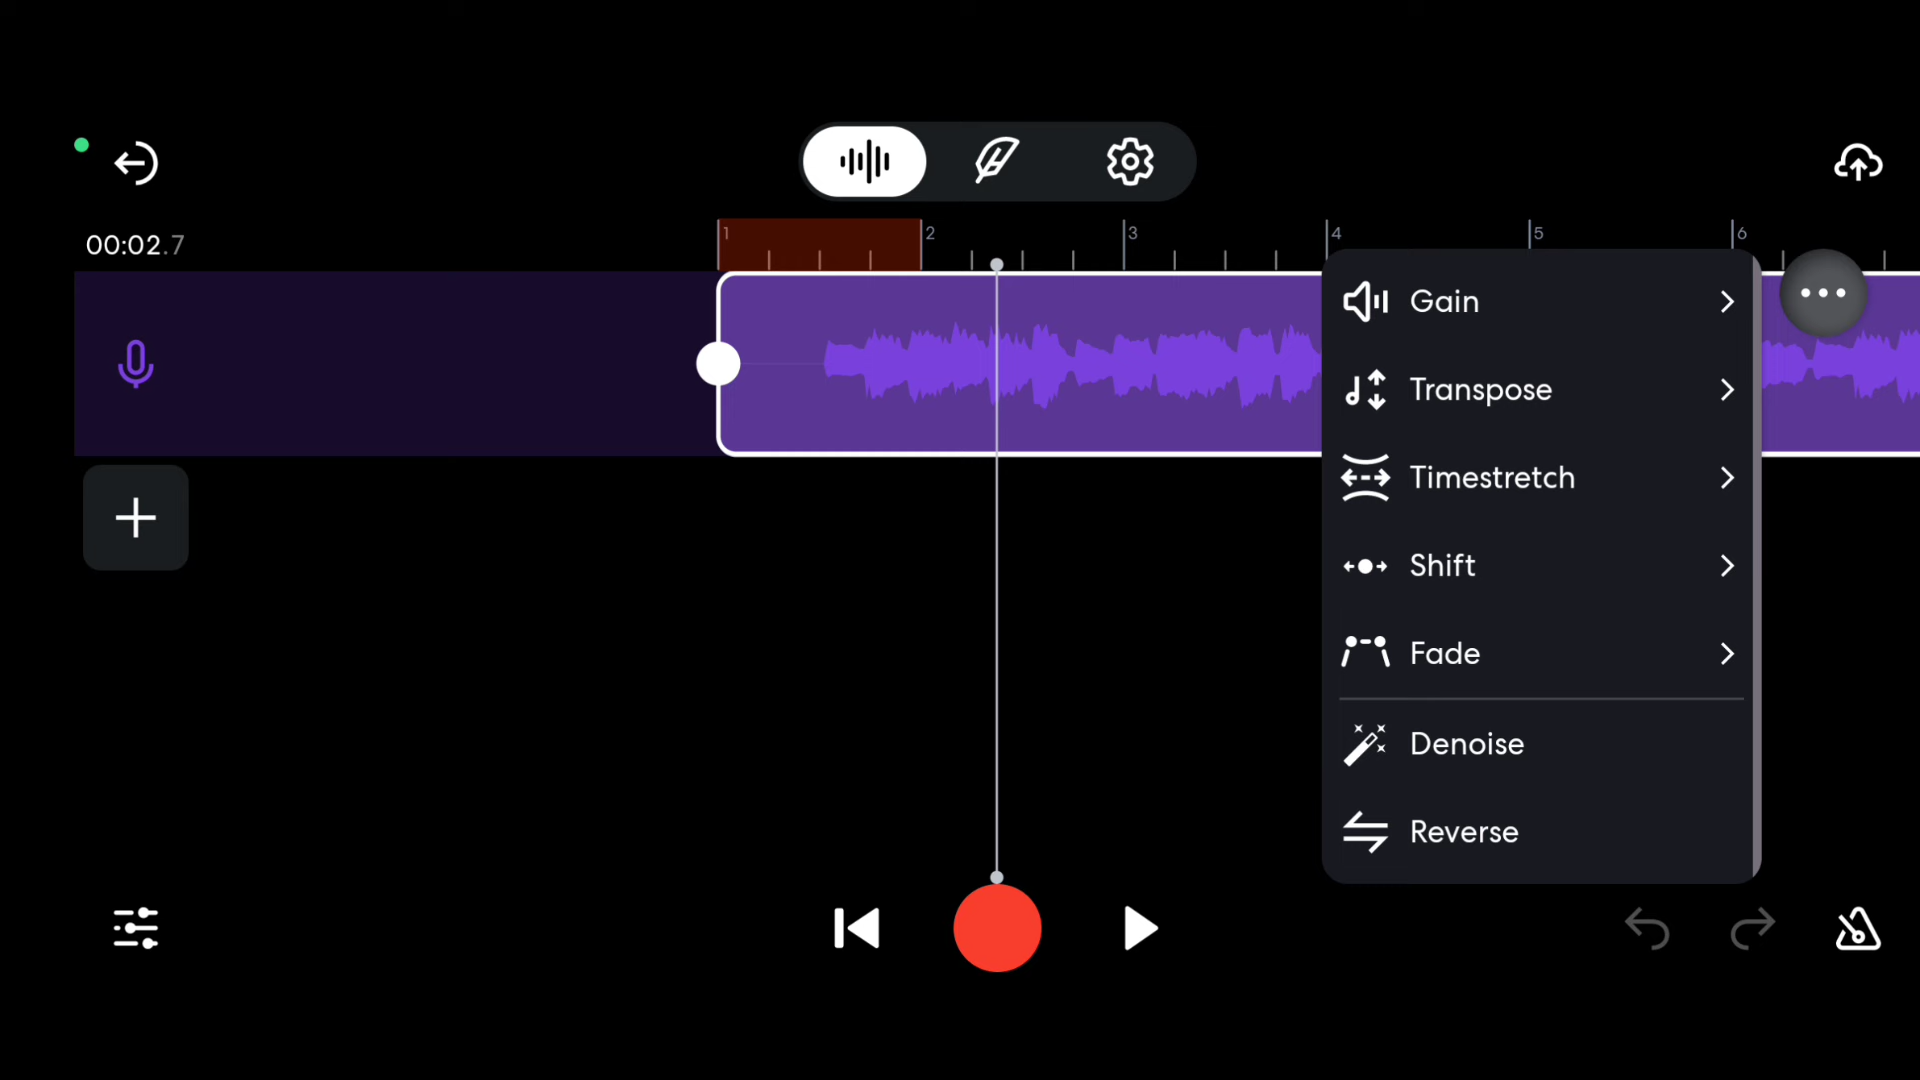 00:02.7
1
2
3
4
5
6
Gain
Transpose
Timestretch
Shift
Fade
Denoise
Reverse